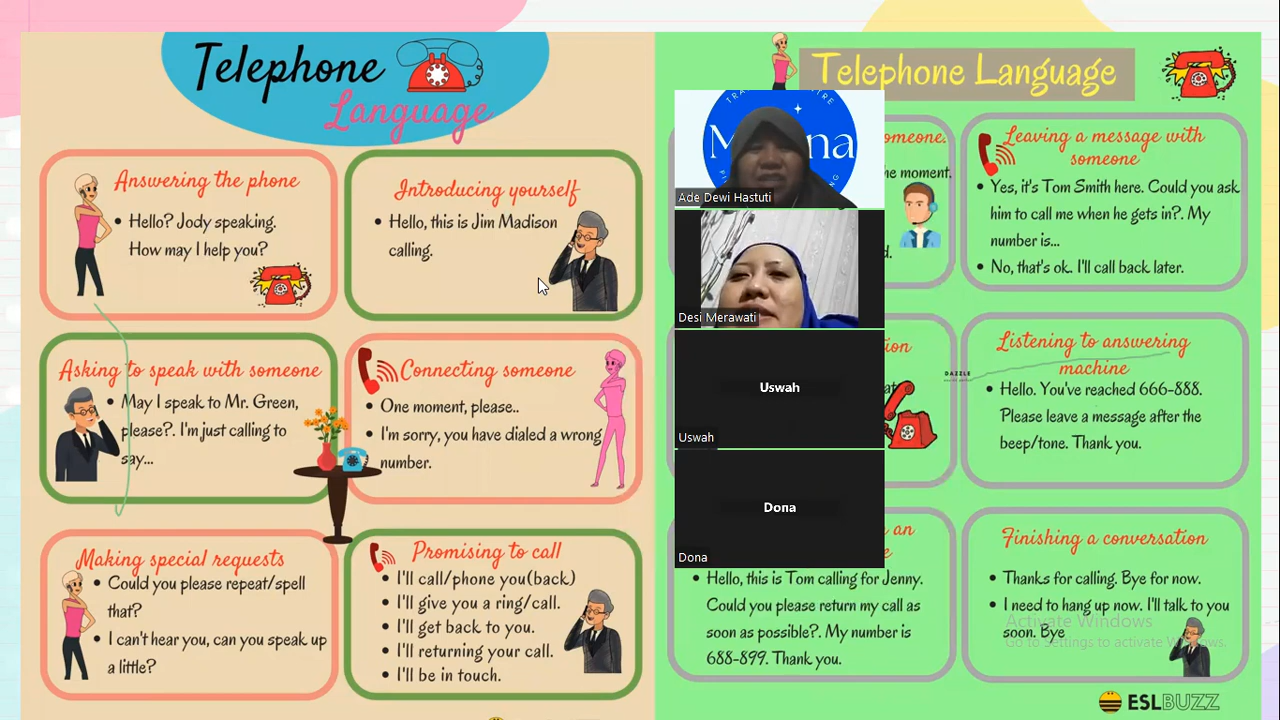 Telephone
Language
Answering the phone
Hello? Jody speaking.
How may I help you?
Introducing yourself
Hello, this is Jim Madison
calling.
Asking to speak with someone
May I speak to Mr. Green,
please?. I'm just calling to
say...
Connecting someone
One moment, please..
I'm sorry, you have dialed a wrong
number.
Making special requests
Could you please repeat/spell
that?
I can't hear you, can you speak up
a little?
Promising to call
I'll call/phone you(back)
I'll give you a ring/call.
I'll get back to you.
I'll returning your call.
I'll be in touch.
Telephone Language
Ade Dewi Hastuti
Desi Merawati
Uswah
Uswah
Dona
Dona
moment.
Leaving a message with
someone
Yes, it's Tom Smith here. Could you ask
him to call me when he gets in?. My
number is...
No, that's ok. I'll call back later.
DAZZLE
Listening to answering
machine
Hello. You've reached 666-888.
Please leave a message after the
beep/tone. Thank you.
an
Hello, this is Tom calling for Jenny.
Could you please return my call as
soon as possible?. My number is
688-899. Thank you.
Finishing a conversation
Thanks for calling. Bye for now.
I need to hang up now. I'll talk to you
soon. Bye
Activate Windows
Go to Settings to activate Windows.
ESLBUZZ